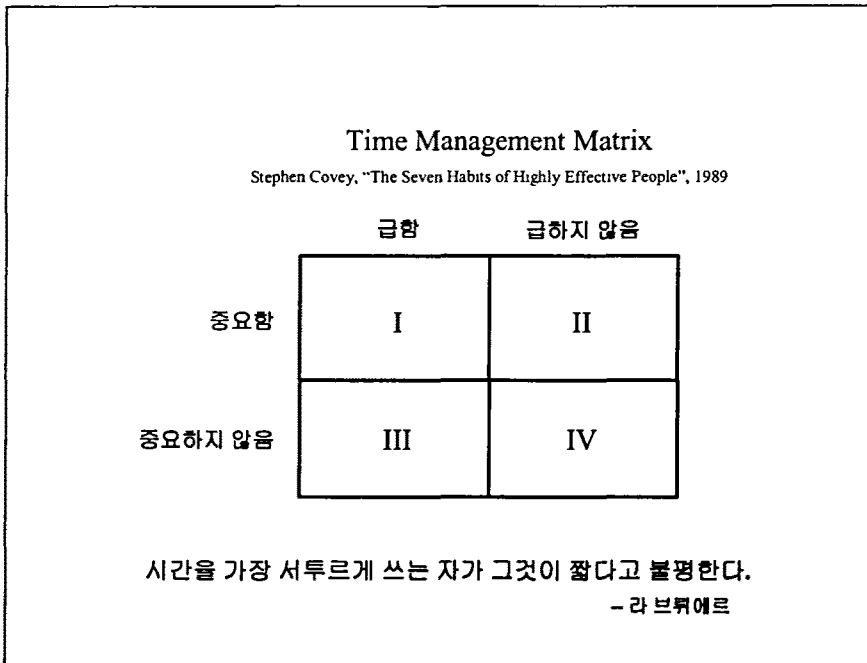 Time Management Matrix
Stephen Covey, "The Seven Habits of Highly Effective People", 1989
급함 급하지 않음
중요함 I II
중요하지 않음 III IV
시간을 가장 서투르게 쓰는 자가 그것이 짧다고 불평한다.
– 라 브뤼에르